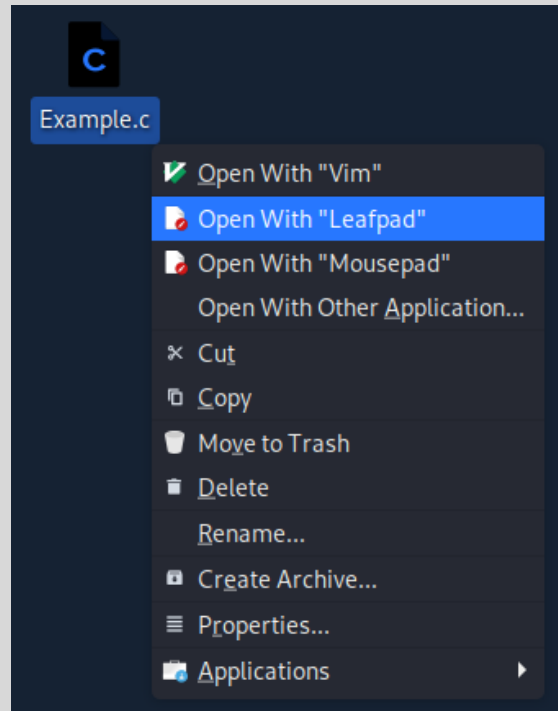 C
Example.c
Open With "Vim"
Open With "Leafpad"
Open With "Mousepad"
Open With Other Application...
Cut
Copy
Move to Trash
Delete
Rename...
Create Archive...
Properties...
Applications